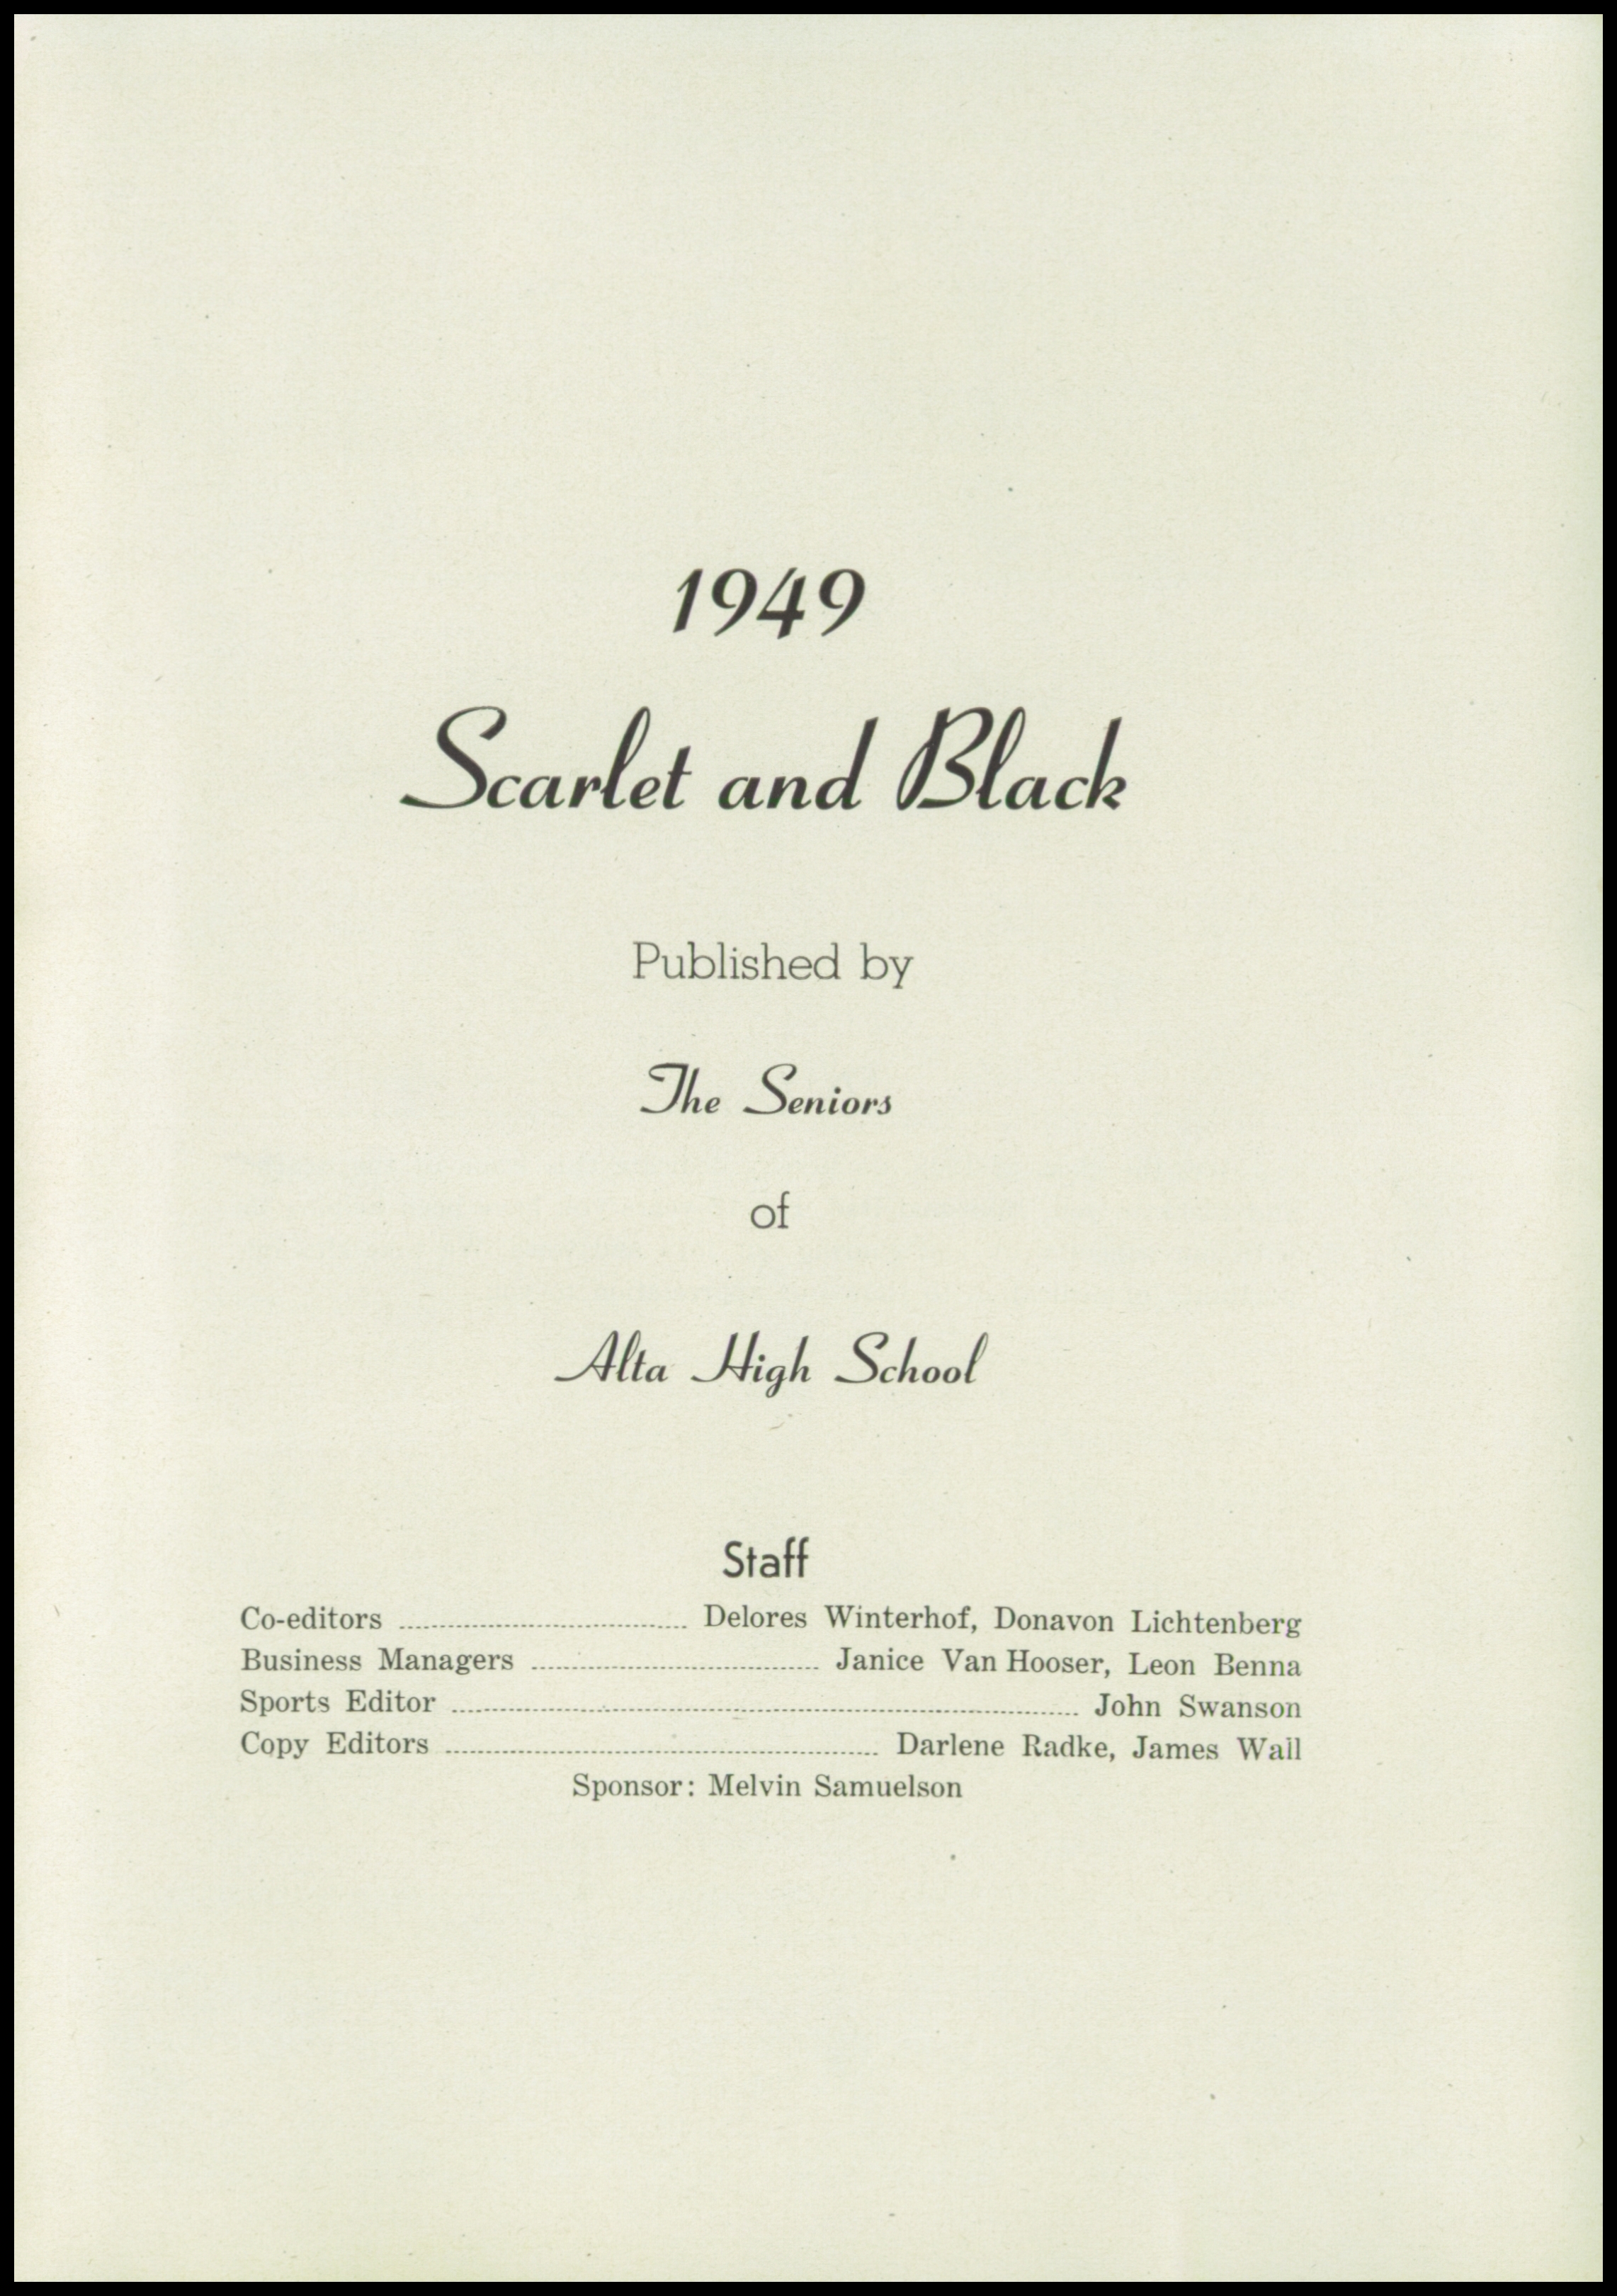 1949
Scarlet and Black
Published by
The Seniors
of
Alta High School
Staff
Co-editors ........................................ Delores Winterhof, Donavon Lichtenberg
Business Managers ........................................ Janice Van Hooser, Leon Benna
Sports Editor ........................................ John Swanson
Copy Editors ........................................ Darlene Radke, James Wall
Sponsor: Melvin Samuelson